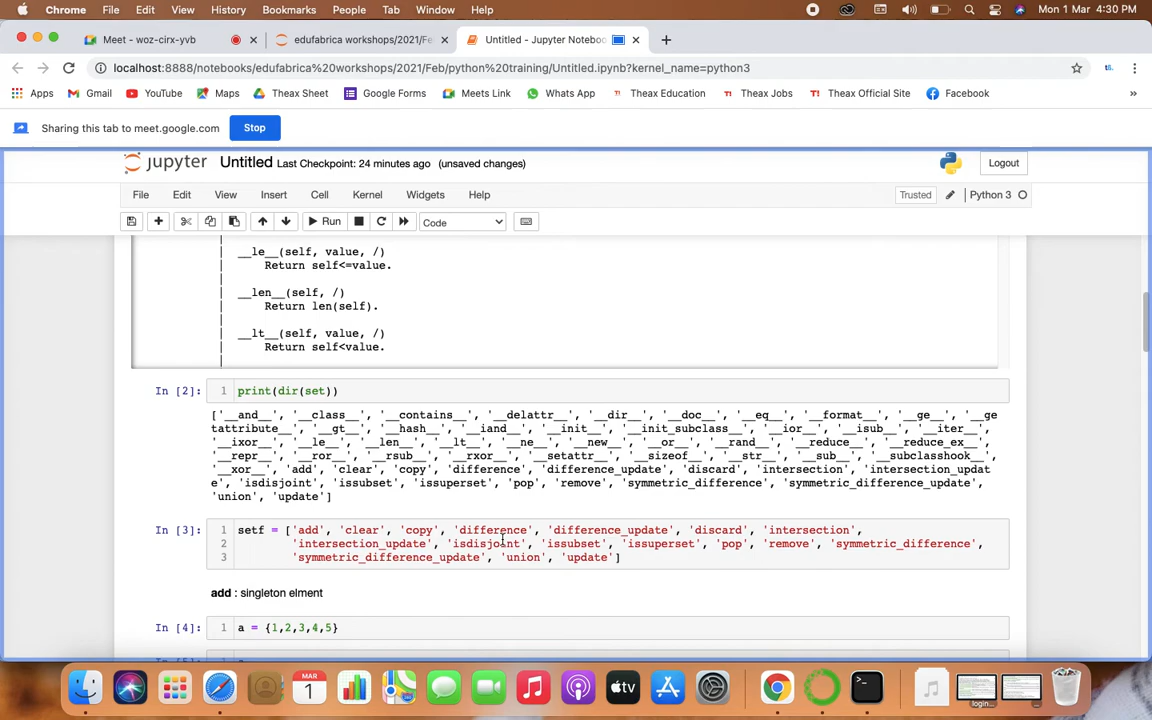 Chrome File Edit View History Bookmarks People Tab Window Help Mon 1 Mar 4:30 PM
Meet - woz-cirx-yvb edufabrica workshops/2021/Fe Untitled - Jupyter Noteboo
localhost:8888/notebooks/edufabrica%20workshops/2021/Feb/python%20training/Untitled.ipynb?kernel_name=python3
Apps Gmail YouTube Maps Theax Sheet Google Forms Meets Link Whats App Theax Education Theax Jobs Theax Official Site Facebook »
Sharing this tab to meet.google.com Stop
jupyter Untitled Last Checkpoint: 24 minutes ago (unsaved changes) Logout
File Edit View Insert Cell Kernel Widgets Help Trusted Python 3
Run Code
__le__(self, value, /)
Return self<=value.
__len__(self, /)
Return len(self).
__lt__(self, value, /)
Return self<value.
In [2]: 1 print(dir(set))
['__and__', '__class__', '__contains__', '__delattr__', '__dir__', '__doc__', '__eq__', '__format__', '__ge__', '__ge
tattribute__', '__gt__', '__hash__', '__iand__', '__init__', '__init_subclass__', '__ior__', '__isub__', '__iter__',
'__ixor__', '__le__', '__len__', '__lt__', '__ne__', '__new__', '__or__', '__rand__', '__reduce__', '__reduce_ex__',
'__repr__', '__ror__', '__rsub__', '__rxor__', '__setattr__', '__sizeof__', '__str__', '__sub__', '__subclasshook__',
'__xor__', 'add', 'clear', 'copy', 'difference', 'difference_update', 'discard', 'intersection', 'intersection_updat
e', 'isdisjoint', 'issubset', 'issuperset', 'pop', 'remove', 'symmetric_difference', 'symmetric_difference_update',
'union', 'update']
In [3]: 1 setf = ['add', 'clear', 'copy', 'difference', 'difference_update', 'discard', 'intersection',
2 'intersection_update', 'isdisjoint', 'issubset', 'issuperset', 'pop', 'remove', 'symmetric_difference',
3 'symmetric_difference_update', 'union', 'update']
add : singleton elment
In [4]: 1 a = {1,2,3,4,5}
MAR
1
tv
login...